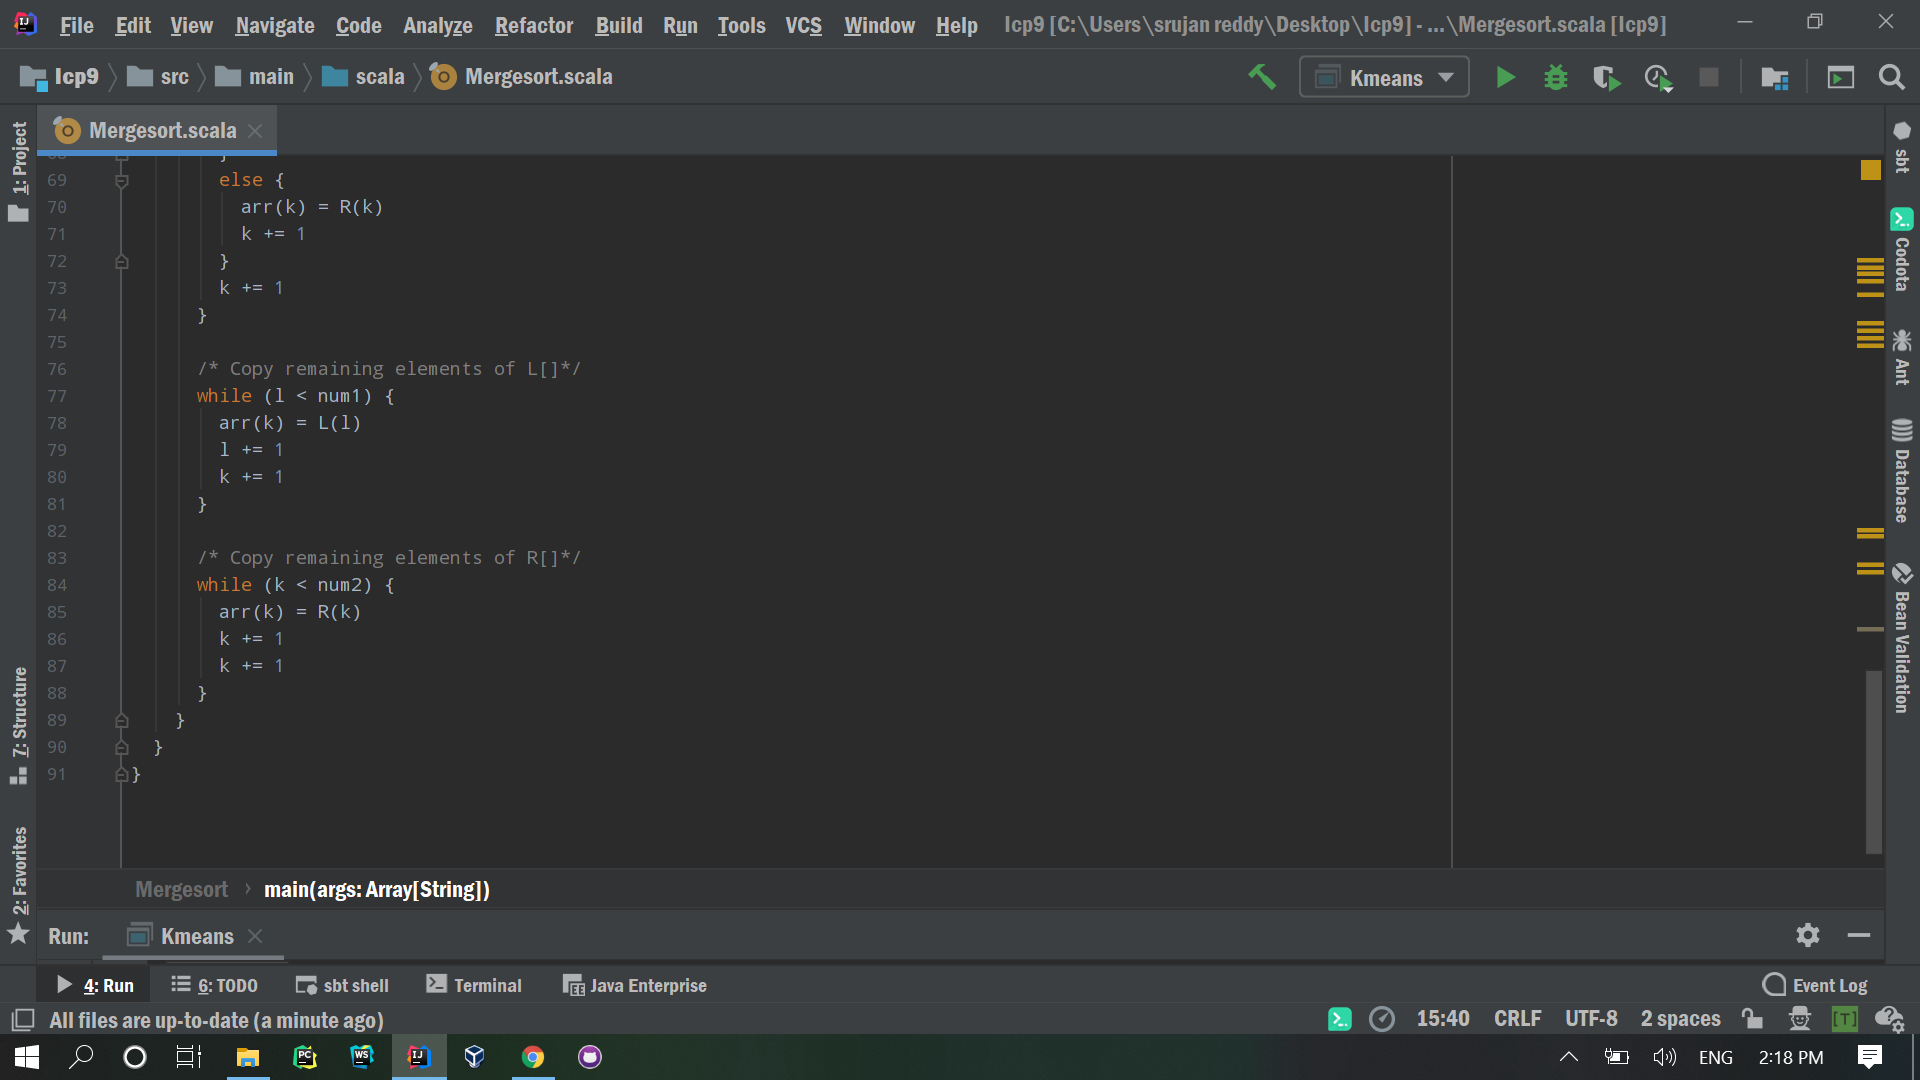 File Edit View Navigate Code Analyze Refactor Build Run Tools VCS Window Help Icp9 [C:\Users\srujan reddy\Desktop\Icp9] - ...\Mergesort.scala [Icp9]
Icp9 src main scala Mergesort.scala Kmeans
Mergesort.scala
69 else {
70 arr(k) = R(k)
71 k += 1
72 }
73 k += 1
74 }
75
76 /* Copy remaining elements of L[]*/
77 while (l < num1) {
78 arr(k) = L(l)
79 l += 1
80 k += 1
81 }
82
83 /* Copy remaining elements of R[]*/
84 while (k < num2) {
85 arr(k) = R(k)
86 k += 1
87 k += 1
88 }
89 }
90 }
91 }
Mergesort › main(args: Array[String])
Run: Kmeans
4: Run 6: TODO sbt shell Terminal Java Enterprise Event Log
All files are up-to-date (a minute ago) 15:40 CRLF UTF-8 2 spaces [T]
ENG 2:18 PM
1: Project
7: Structure
2: Favorites
sbt
Codota
Ant
Database
Bean Validation